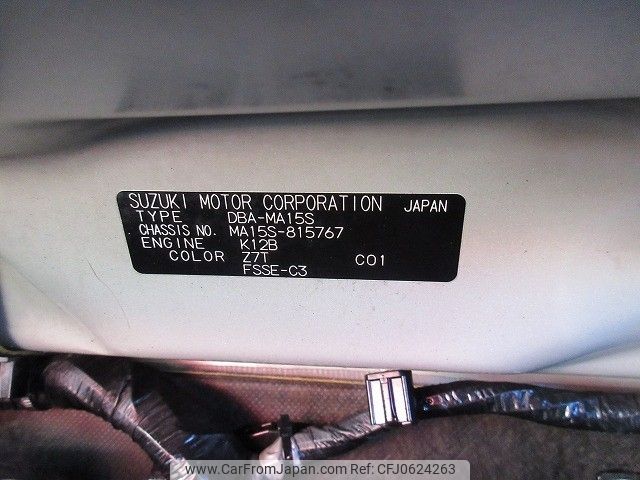 SUZUKI MOTOR CORPORATION JAPAN
TYPE DBA-MA15S
CHASSIS NO. MA15S-815767
ENGINE K12B
COLOR Z7T C01
FSSE-C3
www.CarFromJapan.com | CFJ0624263